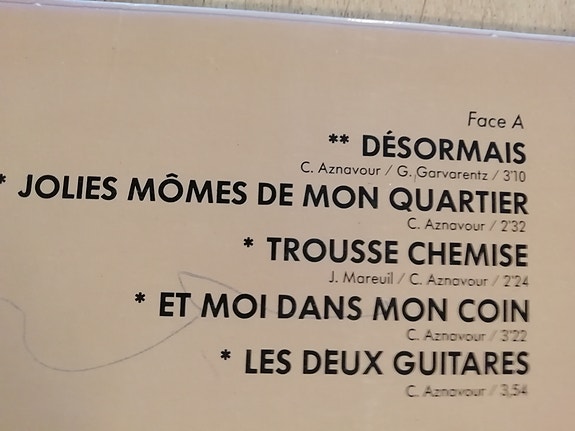 Face A
** DÉSORMAIS
C. Aznavour / G. Garvarentz / 3'10
* JOLIES MÔMES DE MON QUARTIER
C. Aznavour / 2'32
* TROUSSE CHEMISE
J. Mareuil / C. Aznavour / 2'24
* ET MOI DANS MON COIN
C. Aznavour / 3'22
* LES DEUX GUITARES
C. Aznavour / 3,54